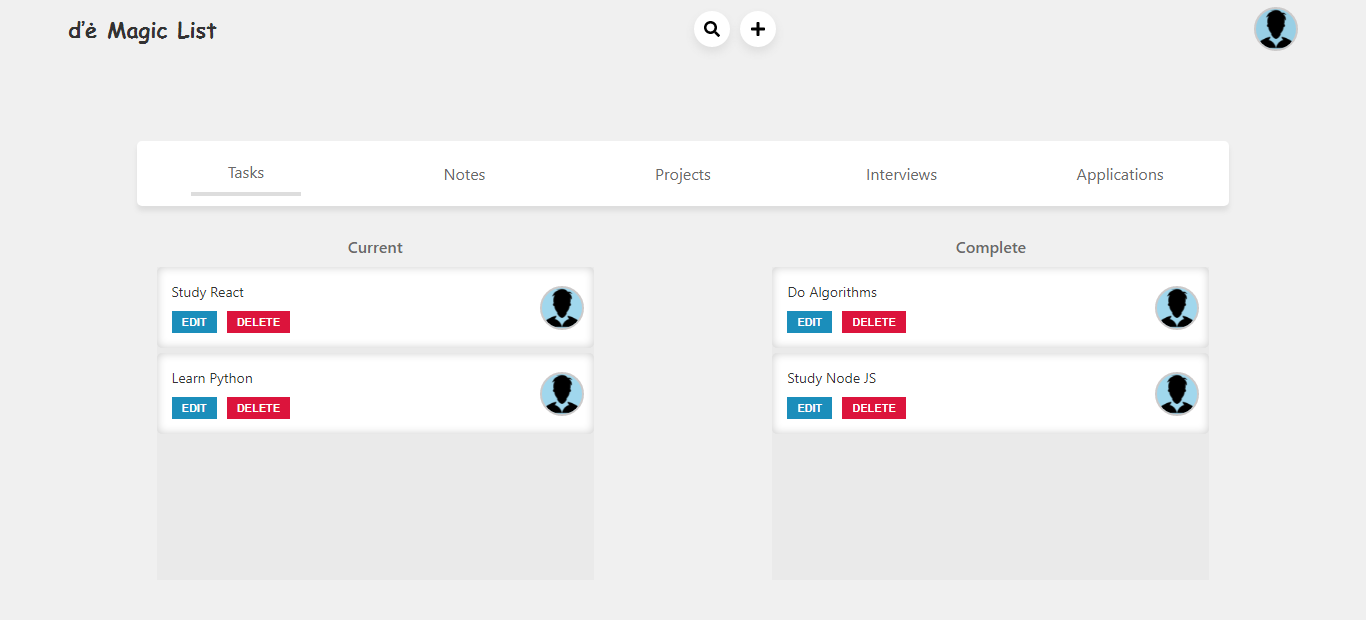 d'ė Magic List
Tasks Notes Projects Interviews Applications
Current
Study React
EDIT DELETE
Learn Python
EDIT DELETE
Complete
Do Algorithms
EDIT DELETE
Study Node JS
EDIT DELETE